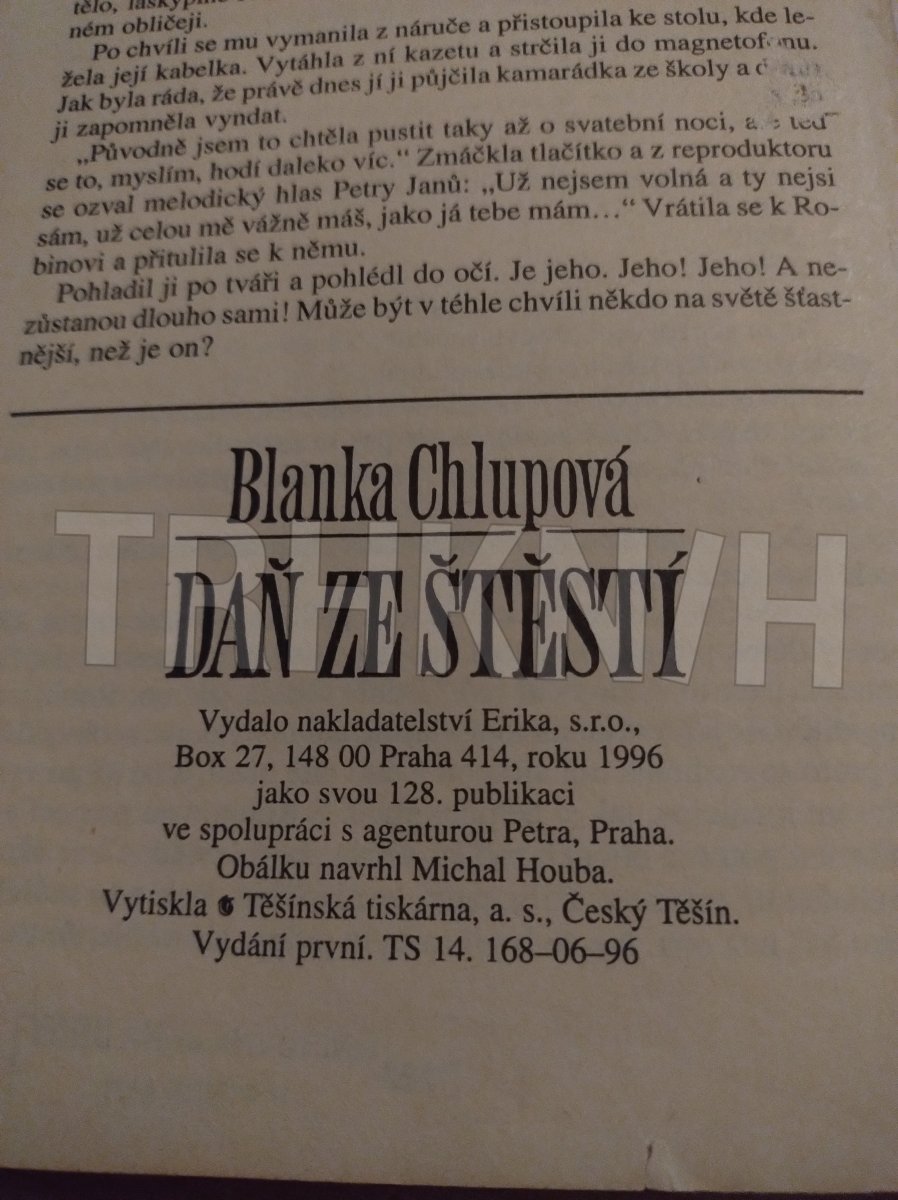 tělo,
ném obličeji.
Po chvíli se mu vymanila z náruče a přistoupila ke stolu, kde le-
žela její kabelka. Vytáhla z ní kazetu a strčila ji do magnetofonu.
Jak byla ráda, že právě dnes jí ji půjčila kamarádka ze školy a
ji zapomněla vyndat.
„Původně jsem to chtěla pustit taky až o svatební noci, ale teď
se to, myslím, hodí daleko víc.“ Zmáčkla tlačítko a z reproduktoru
se ozval melodický hlas Petry Janů: „Už nejsem volná a ty nejsi
sám, už celou mě vážně máš, jako já tebe mám…“ Vrátila se k Ro-
binovi a přitulila se k němu.
Pohladil ji po tváři a pohlédl do očí. Je jeho. Jeho! Jeho! A ne-
zůstanou dlouho sami! Může být v téhle chvíli někdo na světě šťast-
nější, než je on?
Blanka Chlupová
DAŇ ZE ŠTĚSTÍ
TRHKNIH
Vydalo nakladatelství Erika, s.r.o.,
Box 27, 148 00 Praha 414, roku 1996
jako svou 128. publikaci
ve spolupráci s agenturou Petra, Praha.
Obálku navrhl Michal Houba.
Vytiskla Těšínská tiskárna, a. s., Český Těšín.
Vydání první. TS 14. 168–06–96